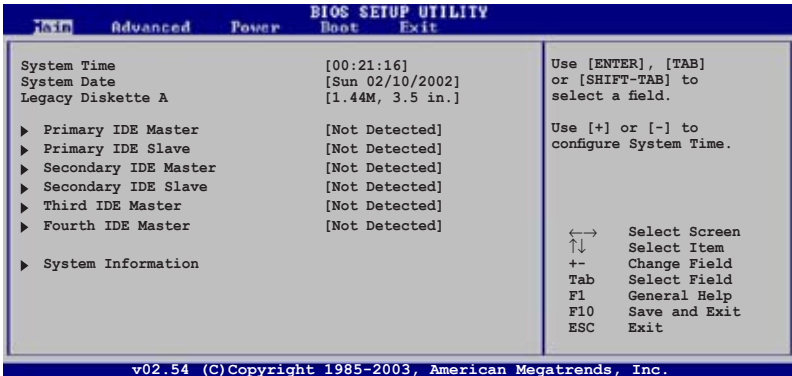 BIOS SETUP UTILITY
Main Advanced Power Boot Exit
System Time [00:21:16]
System Date [Sun 02/10/2002]
Legacy Diskette A [1.44M, 3.5 in.]
Primary IDE Master [Not Detected]
Primary IDE Slave [Not Detected]
Secondary IDE Master [Not Detected]
Secondary IDE Slave [Not Detected]
Third IDE Master [Not Detected]
Fourth IDE Master [Not Detected]
System Information
Use [ENTER], [TAB]
or [SHIFT-TAB] to
select a field.
Use [+] or [-] to
configure System Time.
←→ Select Screen
↑↓ Select Item
+- Change Field
Tab Select Field
F1 General Help
F10 Save and Exit
ESC Exit
v02.54 (C)Copyright 1985-2003, American Megatrends, Inc.